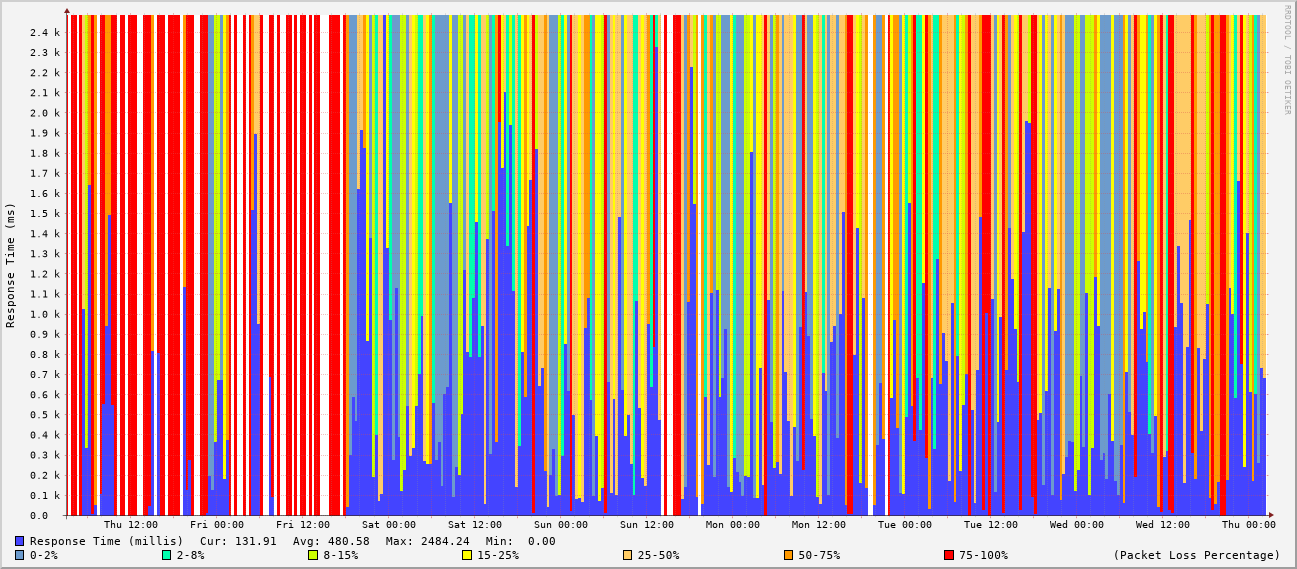 RRDTOOL / TOBI OETIKER
Response Time (ms)
2.4 k
2.3 k
2.2 k
2.1 k
1.9 k
1.8 k
1.7 k
1.6 k
1.5 k
1.4 k
1.3 k
1.2 k
1.1 k
1.0 k
0.9 k
0.8 k
0.7 k
0.6 k
0.5 k
0.4 k
0.3 k
0.2 k
0.1 k
0.0
Thu 12:00 Fri 00:00 Fri 12:00 Sat 00:00 Sat 12:00 Sun 00:00 Sun 12:00 Mon 00:00 Mon 12:00 Tue 00:00 Tue 12:00 Wed 00:00 Wed 12:00 Thu 00:00
Response Time (millis) Cur: 131.91 Avg: 480.58 Max: 2484.24 Min: 0.00
0-2% 2-8% 8-15% 15-25% 25-50% 50-75% 75-100% (Packet Loss Percentage)